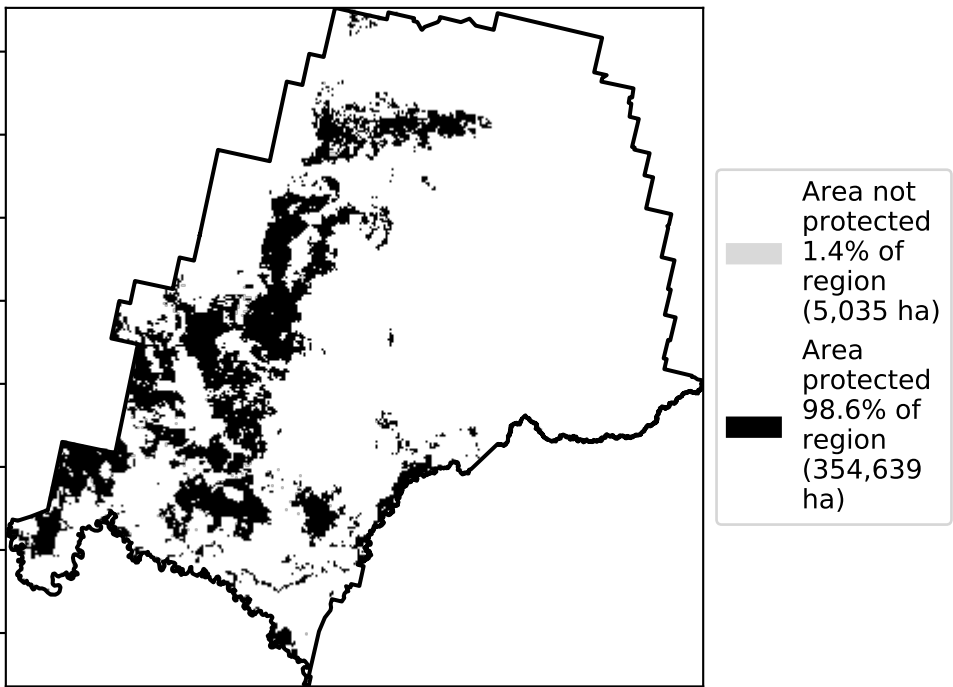 Area not
protected
1.4% of
region
(5,035 ha)
Area
protected
98.6% of
region
(354,639
ha)